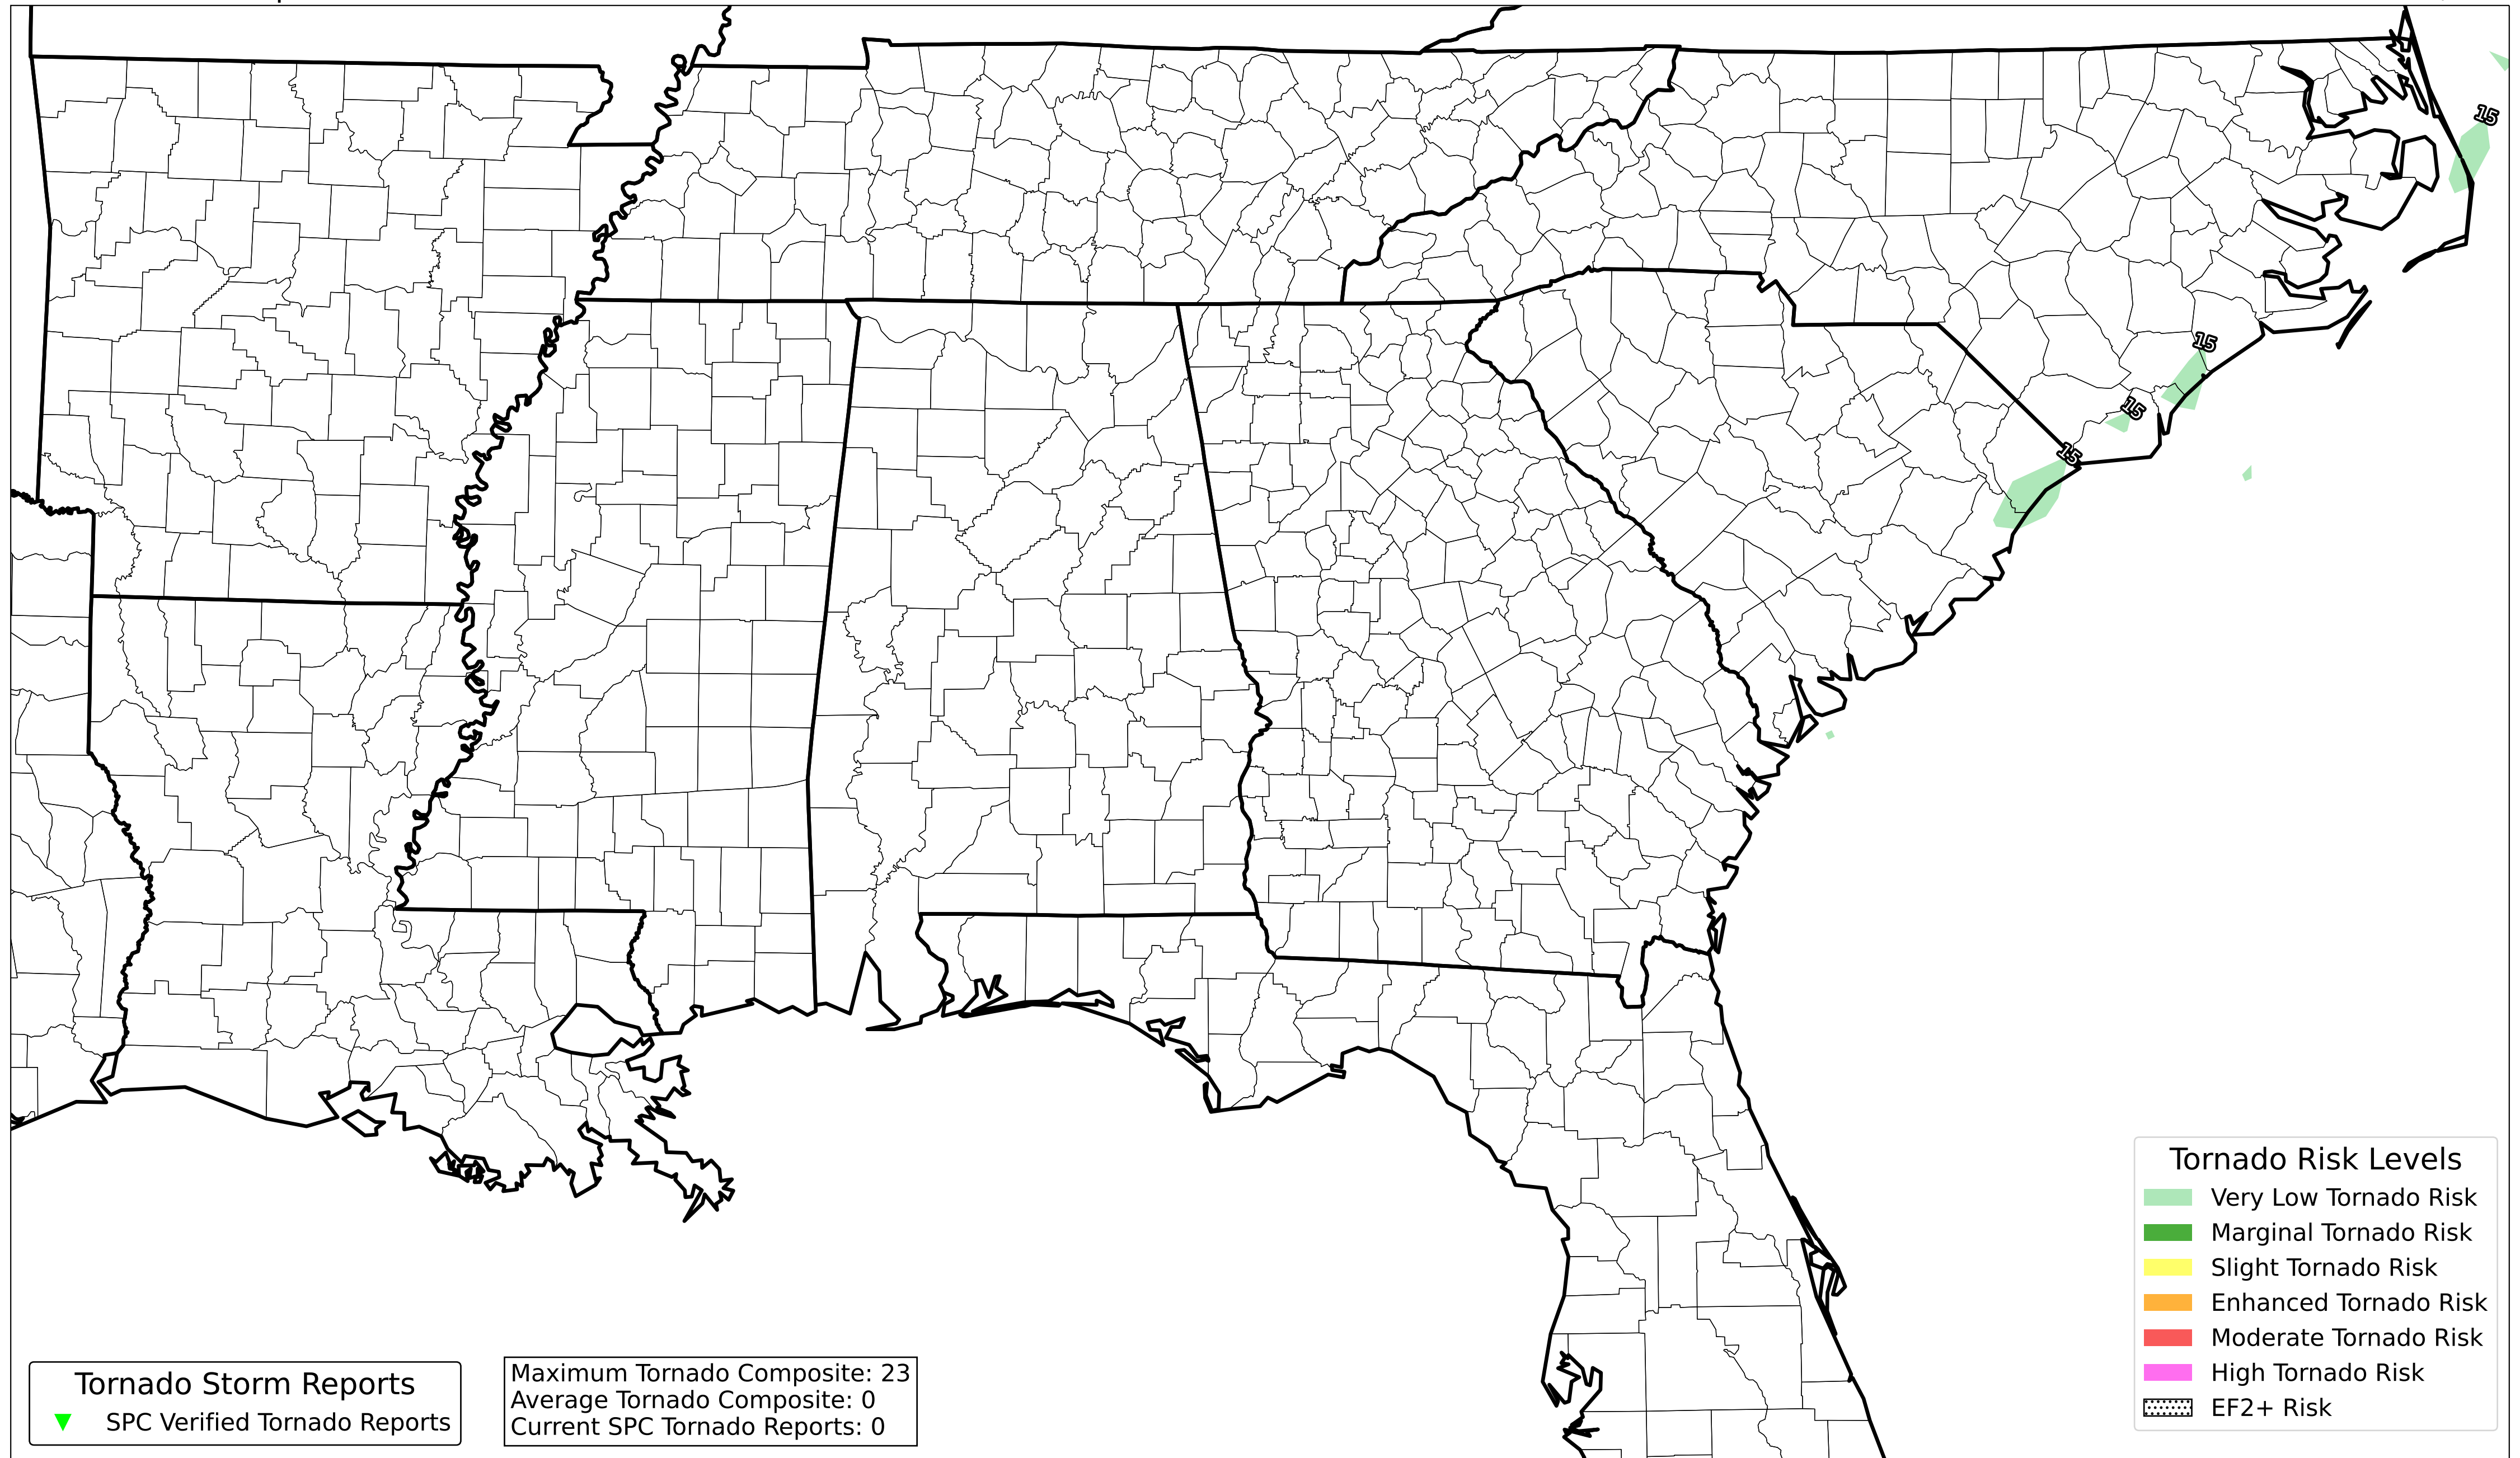 15
15
15
15
Tornado Risk Levels
Very Low Tornado Risk
Marginal Tornado Risk
Slight Tornado Risk
Enhanced Tornado Risk
Moderate Tornado Risk
High Tornado Risk
EF2+ Risk
Tornado Storm Reports
SPC Verified Tornado Reports
Maximum Tornado Composite: 23
Average Tornado Composite: 0
Current SPC Tornado Reports: 0